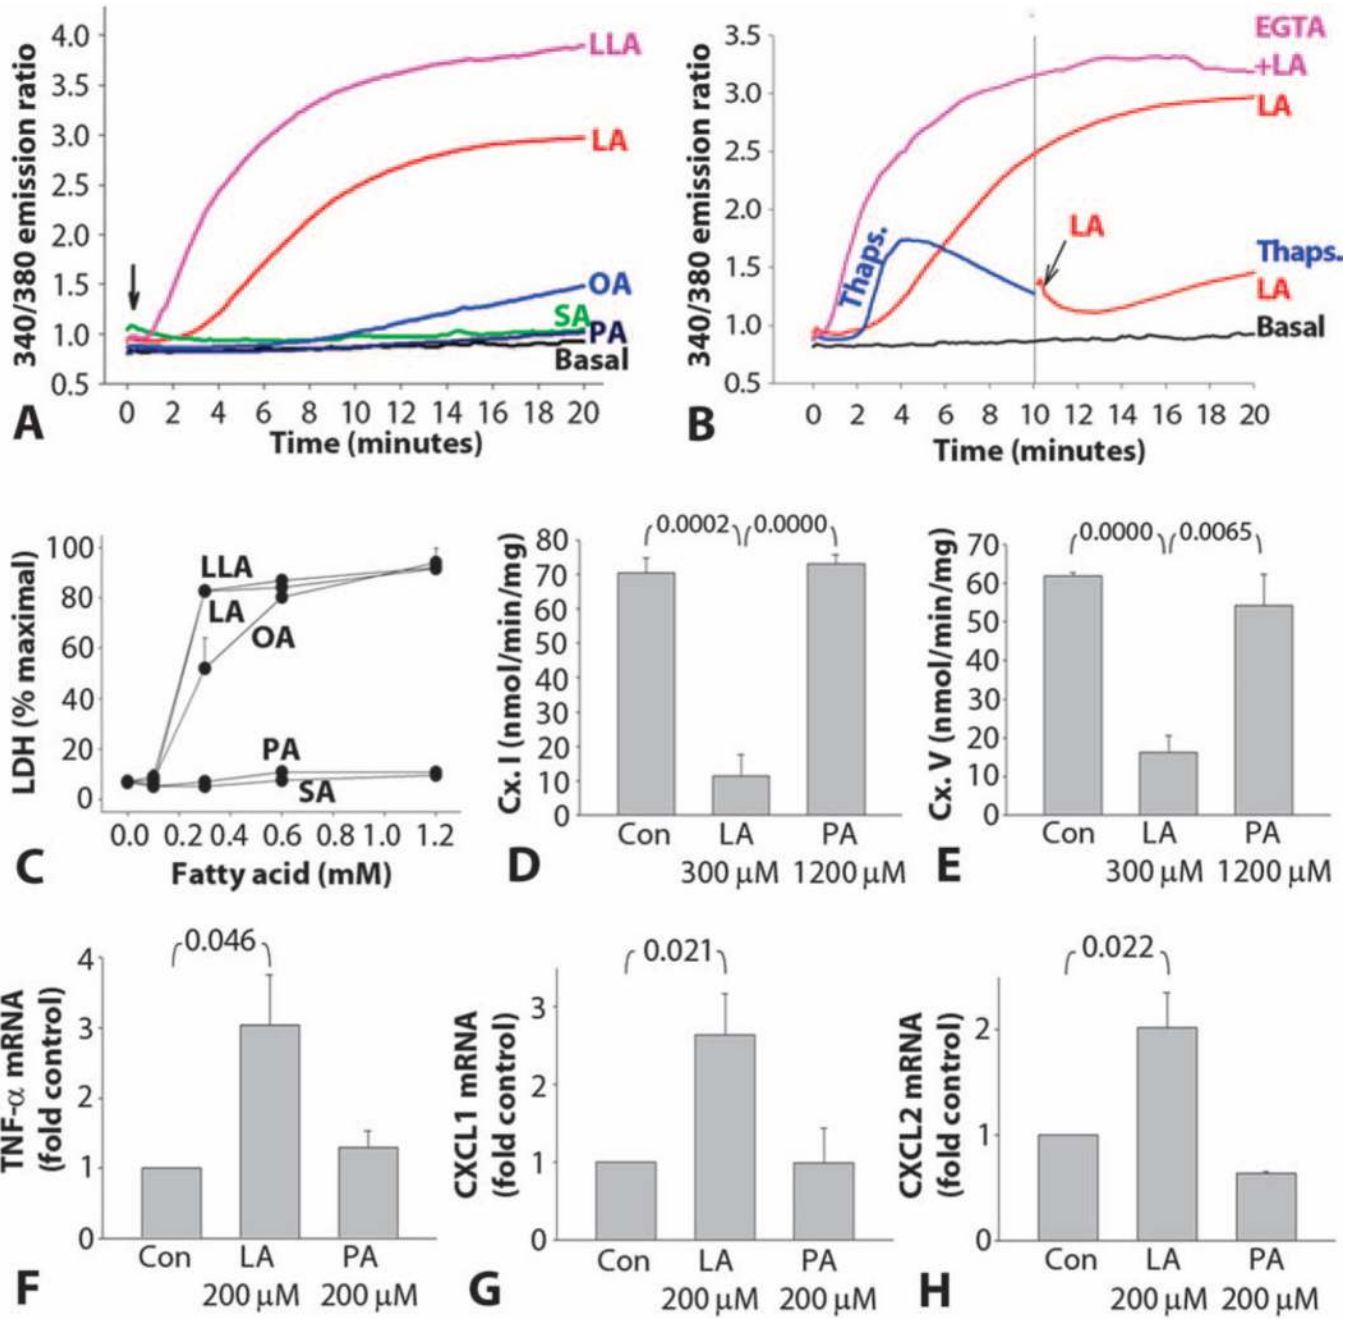 340/380 emission ratio
4.0
3.5
3.0
2.5
2.0
1.5
1.0
0.5
LLA
LA
OA
SA
PA
Basal
0 2 4 6 8 10 12 14 16 18 20
Time (minutes)
A
340/380 emission ratio
3.5
3.0
2.5
2.0
1.5
1.0
0.5
EGTA
+LA
LA
Thaps.
LA
Thaps.
LA
Basal
0 2 4 6 8 10 12 14 16 18 20
Time (minutes)
B
LDH (% maximal)
100
80
60
40
20
0
LLA
LA
OA
PA
SA
0.0 0.2 0.4 0.6 0.8 1.0 1.2
Fatty acid (mM)
C
Cx. I (nmol/min/mg)
0.0002 0.0000
80
70
60
50
40
30
20
10
0
Con LA PA
300 μM 1200 μM
D
Cx. V (nmol/min/mg)
0.0000 0.0065
70
60
50
40
30
20
10
0
Con LA PA
300 μM 1200 μM
E
TNF-α mRNA
(fold control)
0.046
4
3
2
1
0
Con LA PA
200 μM 200 μM
F
CXCL1 mRNA
(fold control)
0.021
3
2
1
0
Con LA PA
200 μM 200 μM
G
CXCL2 mRNA
(fold control)
0.022
2
1
0
Con LA PA
200 μM 200 μM
H